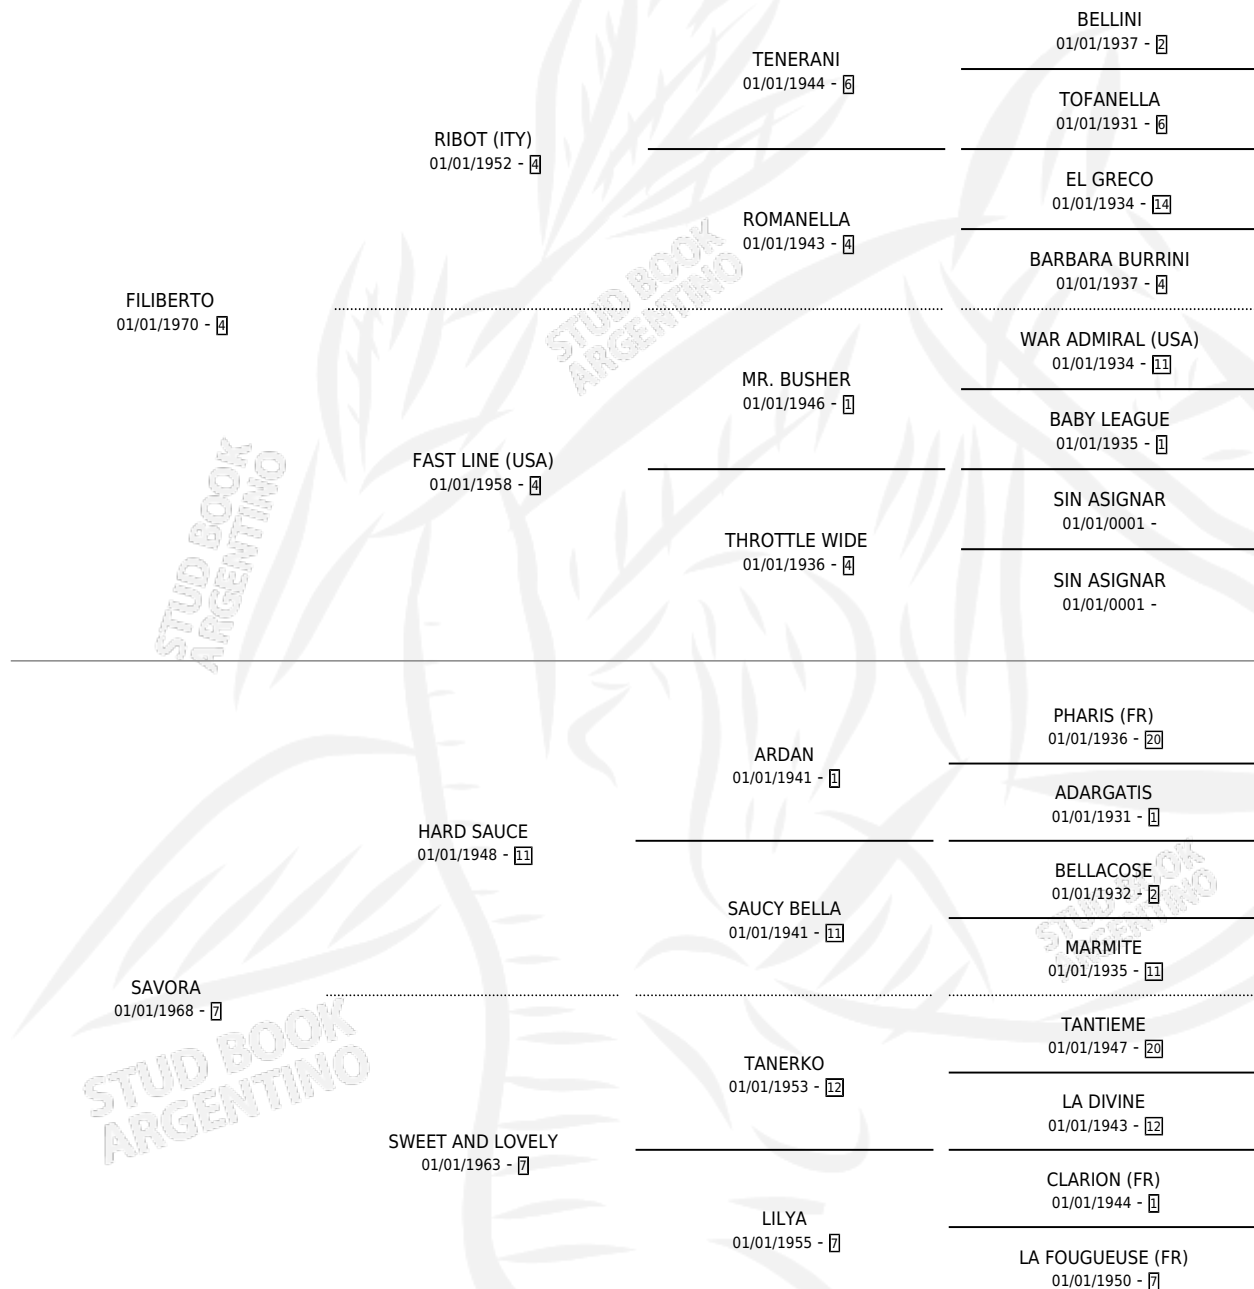 BELLINI
01/01/1937 - 2
TENERANI
01/01/1944 - 6
TOFANELLA
01/01/1931 - 6
RIBOT (ITY)
01/01/1952 - 4
EL GRECO
01/01/1934 - 14
ROMANELLA
01/01/1943 - 4
BARBARA BURRINI
01/01/1937 - 4
FILIBERTO
01/01/1970 - 4
STUD BOOK
ARGENTINO
WAR ADMIRAL (USA)
01/01/1934 - 11
MR. BUSHER
01/01/1946 - 1
BABY LEAGUE
01/01/1935 - 1
FAST LINE (USA)
01/01/1958 - 4
SIN ASIGNAR
01/01/0001 -
THROTTLE WIDE
01/01/1936 - 4
SIN ASIGNAR
01/01/0001 -
STUD BOOK
ARGENTINO
PHARIS (FR)
01/01/1936 - 20
ARDAN
01/01/1941 - 1
ADARGATIS
01/01/1931 - 1
HARD SAUCE
01/01/1948 - 11
BELLACOSE
01/01/1932 - 2
SAUCY BELLA
01/01/1941 - 11
STUD BOOK
ARGENTINO
MARMITE
01/01/1935 - 11
SAVORA
01/01/1968 - 7
STUD BOOK
ARGENTINO
TANTIEME
01/01/1947 - 20
TANERKO
01/01/1953 - 12
LA DIVINE
01/01/1943 - 12
SWEET AND LOVELY
01/01/1963 - 7
CLARION (FR)
01/01/1944 - 1
LILYA
01/01/1955 - 7
LA FOUGUEUSE (FR)
01/01/1950 - 7